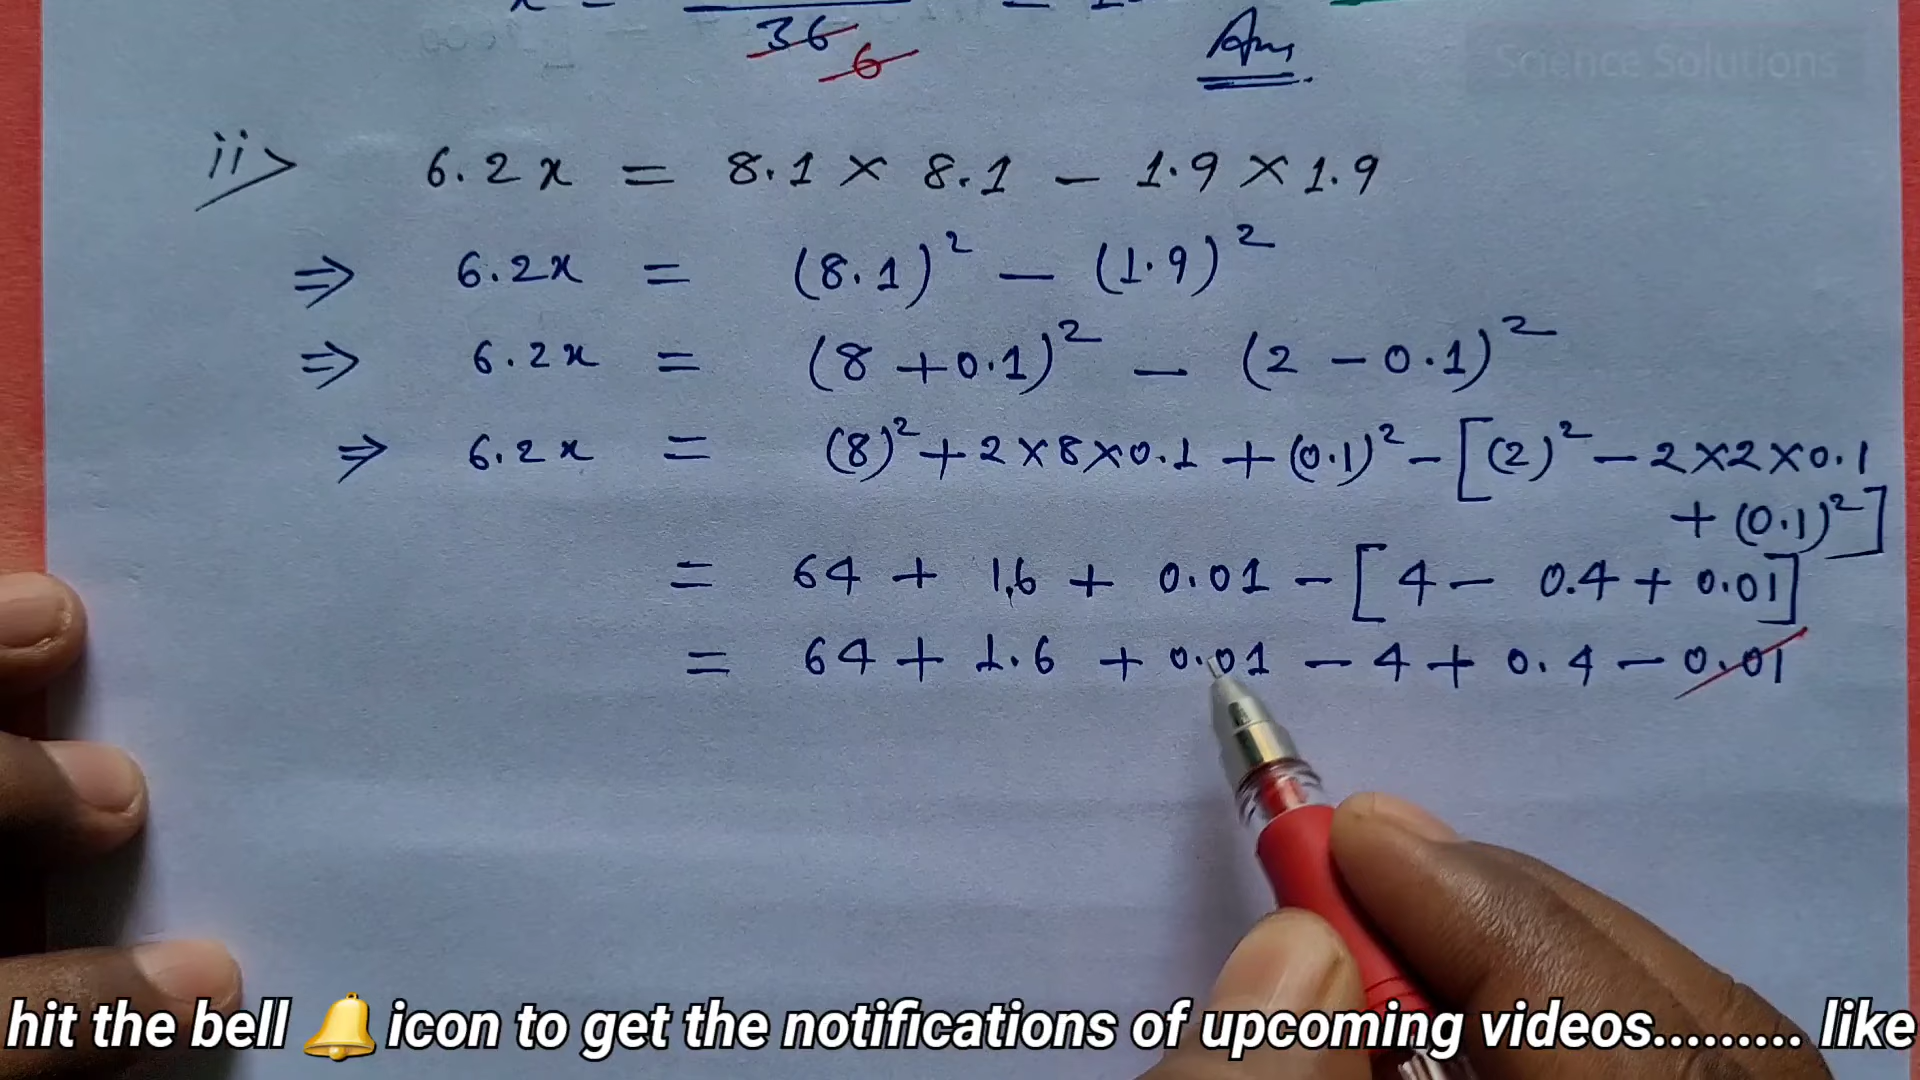 36
6
Ans
Science Solutions
ii> 6.2x = 8.1 × 8.1 − 1.9 × 1.9
⇒ 6.2x = (8.1)² − (1.9)²
⇒ 6.2x = (8 + 0.1)² − (2 − 0.1)²
⇒ 6.2x = (8)² + 2×8×0.1 + (0.1)² − [(2)² − 2×2×0.1
+ (0.1)²]
= 64 + 1.6 + 0.01 − [4 − 0.4 + 0.01]
= 64 + 1.6 + 0.01 − 4 + 0.4 − 0.01
hit the bell 🔔 icon to get the notifications of upcoming videos......... like